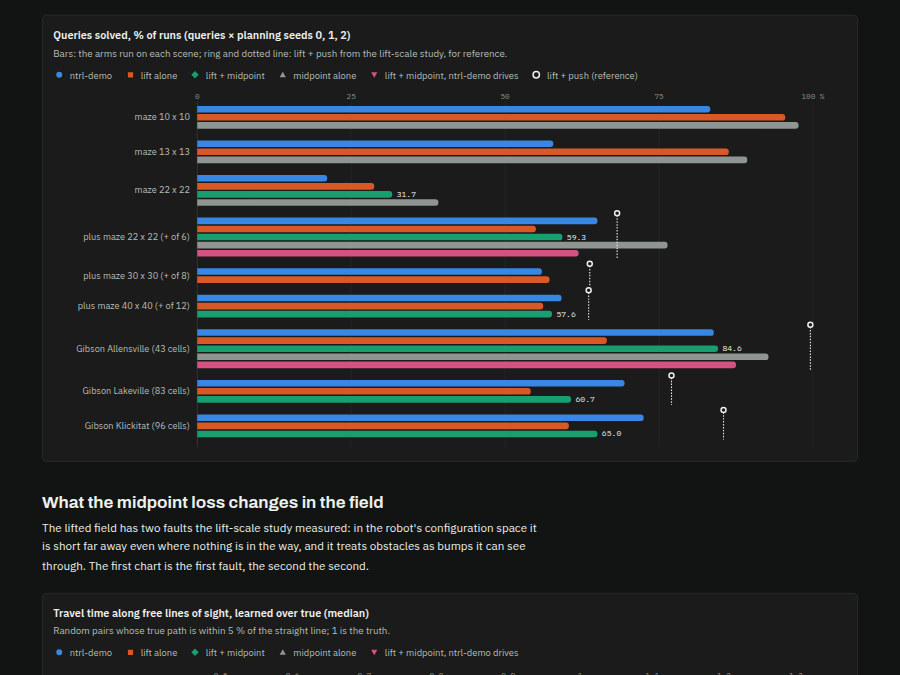 Queries solved, % of runs (queries × planning seeds 0, 1, 2)
Bars: the arms run on each scene; ring and dotted line: lift + push from the lift-scale study, for reference.
ntrl-demo lift alone lift + midpoint midpoint alone lift + midpoint, ntrl-demo drives lift + push (reference)
0 25 50 75 100 %
maze 10 x 10
maze 13 x 13
maze 22 x 22
31.7
plus maze 22 x 22 (+ of 6)
59.3
plus maze 30 x 30 (+ of 8)
plus maze 40 x 40 (+ of 12)
57.6
Gibson Allensville (43 cells)
84.6
Gibson Lakeville (83 cells)
60.7
Gibson Klickitat (96 cells)
65.0
What the midpoint loss changes in the field
The lifted field has two faults the lift-scale study measured: in the robot's configuration space it
is short far away even where nothing is in the way, and it treats obstacles as bumps it can see
through. The first chart is the first fault, the second the second.
Travel time along free lines of sight, learned over true (median)
Random pairs whose true path is within 5 % of the straight line; 1 is the truth.
ntrl-demo lift alone lift + midpoint midpoint alone lift + midpoint, ntrl-demo drives